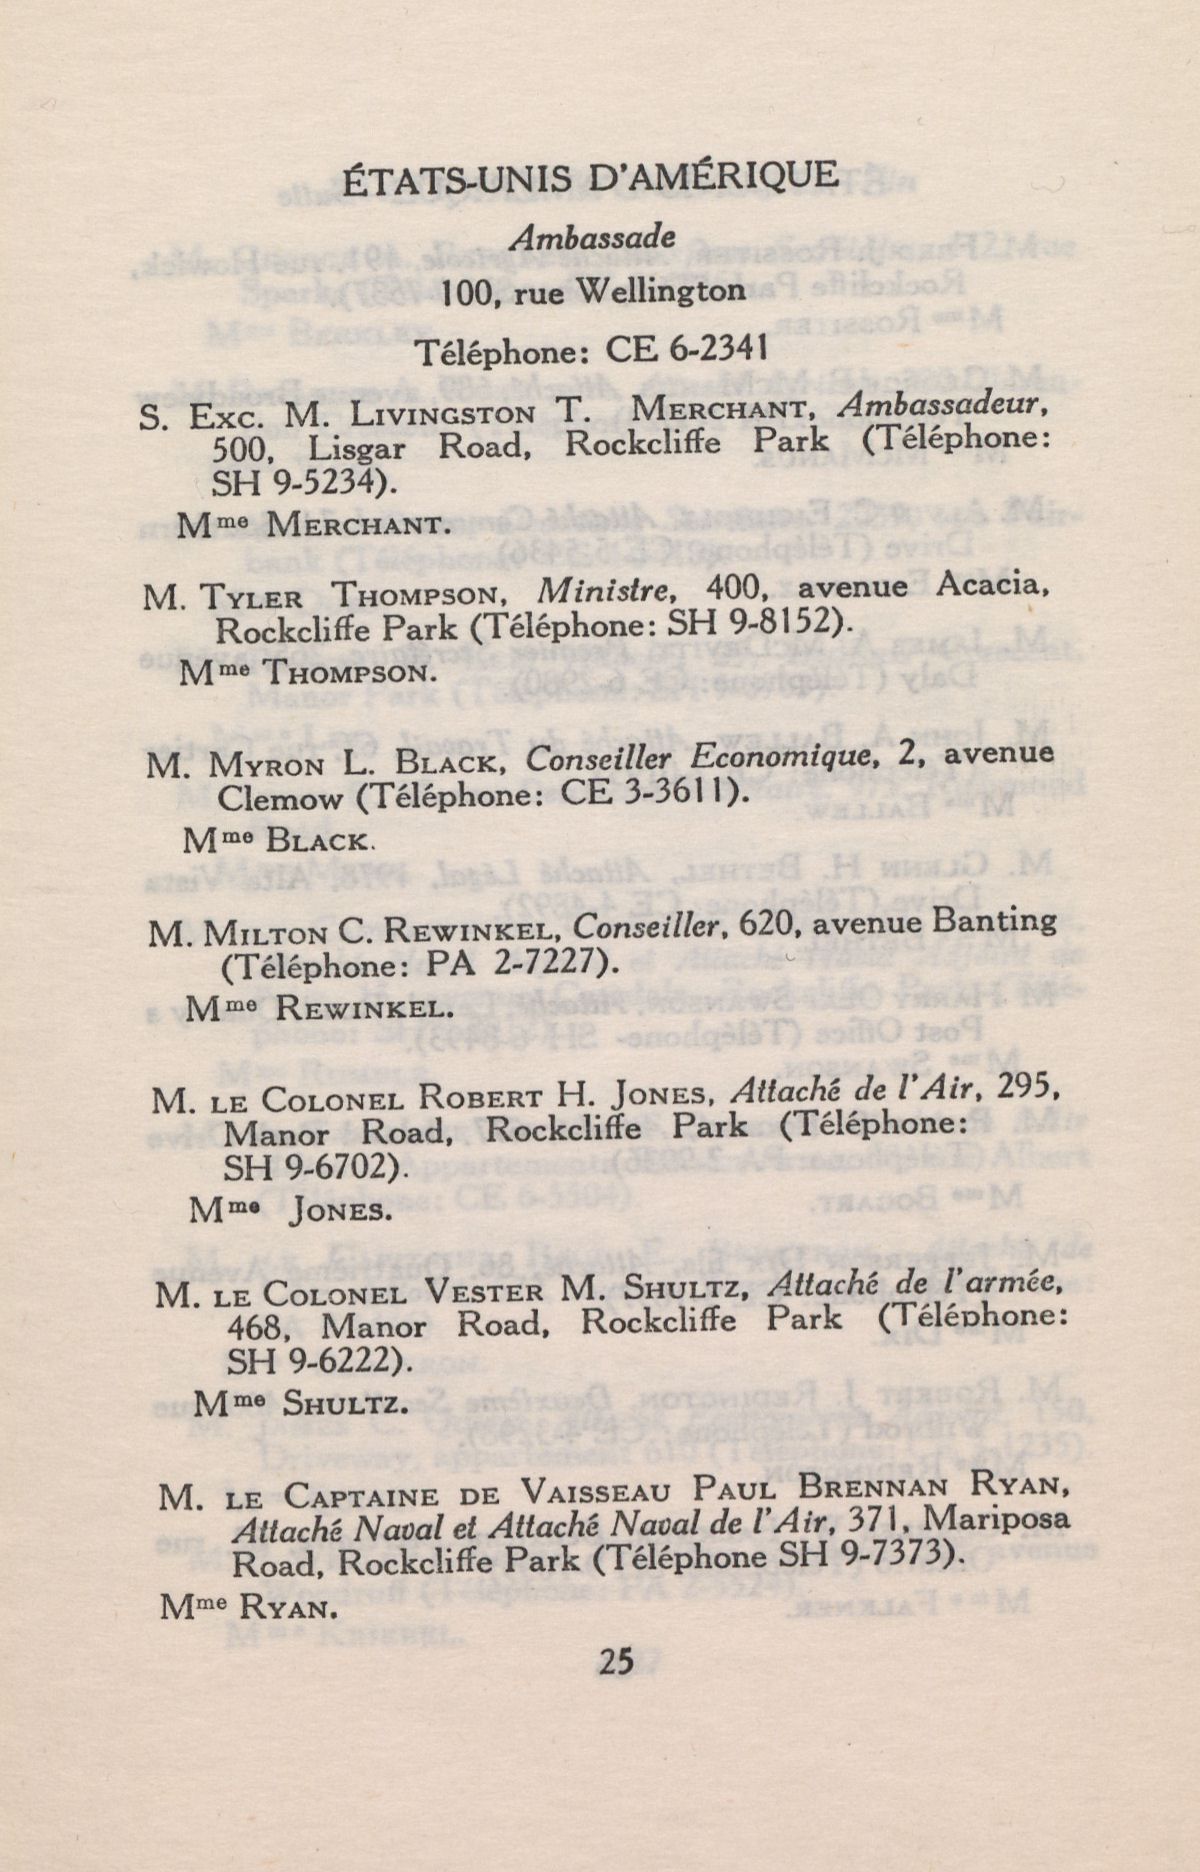 ÉTATS-UNIS D'AMÉRIQUE
Ambassade
100, rue Wellington
Téléphone: CE 6-2341
S. Exc. M. Livingston T. Merchant, Ambassadeur,
500, Lisgar Road, Rockcliffe Park (Téléphone:
SH 9-5234).
Mme Merchant.
M. Tyler Thompson, Ministre, 400, avenue Acacia,
Rockcliffe Park (Téléphone: SH 9-8152).
Mme Thompson.
M. Myron L. Black, Conseiller Economique, 2, avenue
Clemow (Téléphone: CE 3-3611).
Mme Black.
M. Milton C. Rewinkel, Conseiller, 620, avenue Banting
(Téléphone: PA 2-7227).
Mme Rewinkel.
M. le Colonel Robert H. Jones, Attaché de l'Air, 295,
Manor Road, Rockcliffe Park (Téléphone:
SH 9-6702).
Mme Jones.
M. le Colonel Vester M. Shultz, Attaché de l'armée,
468, Manor Road, Rockcliffe Park (Téléphone:
SH 9-6222).
Mme Shultz.
M. le Captaine de Vaisseau Paul Brennan Ryan,
Attaché Naval et Attaché Naval de l'Air, 371, Mariposa
Road, Rockcliffe Park (Téléphone SH 9-7373).
Mme Ryan.
25